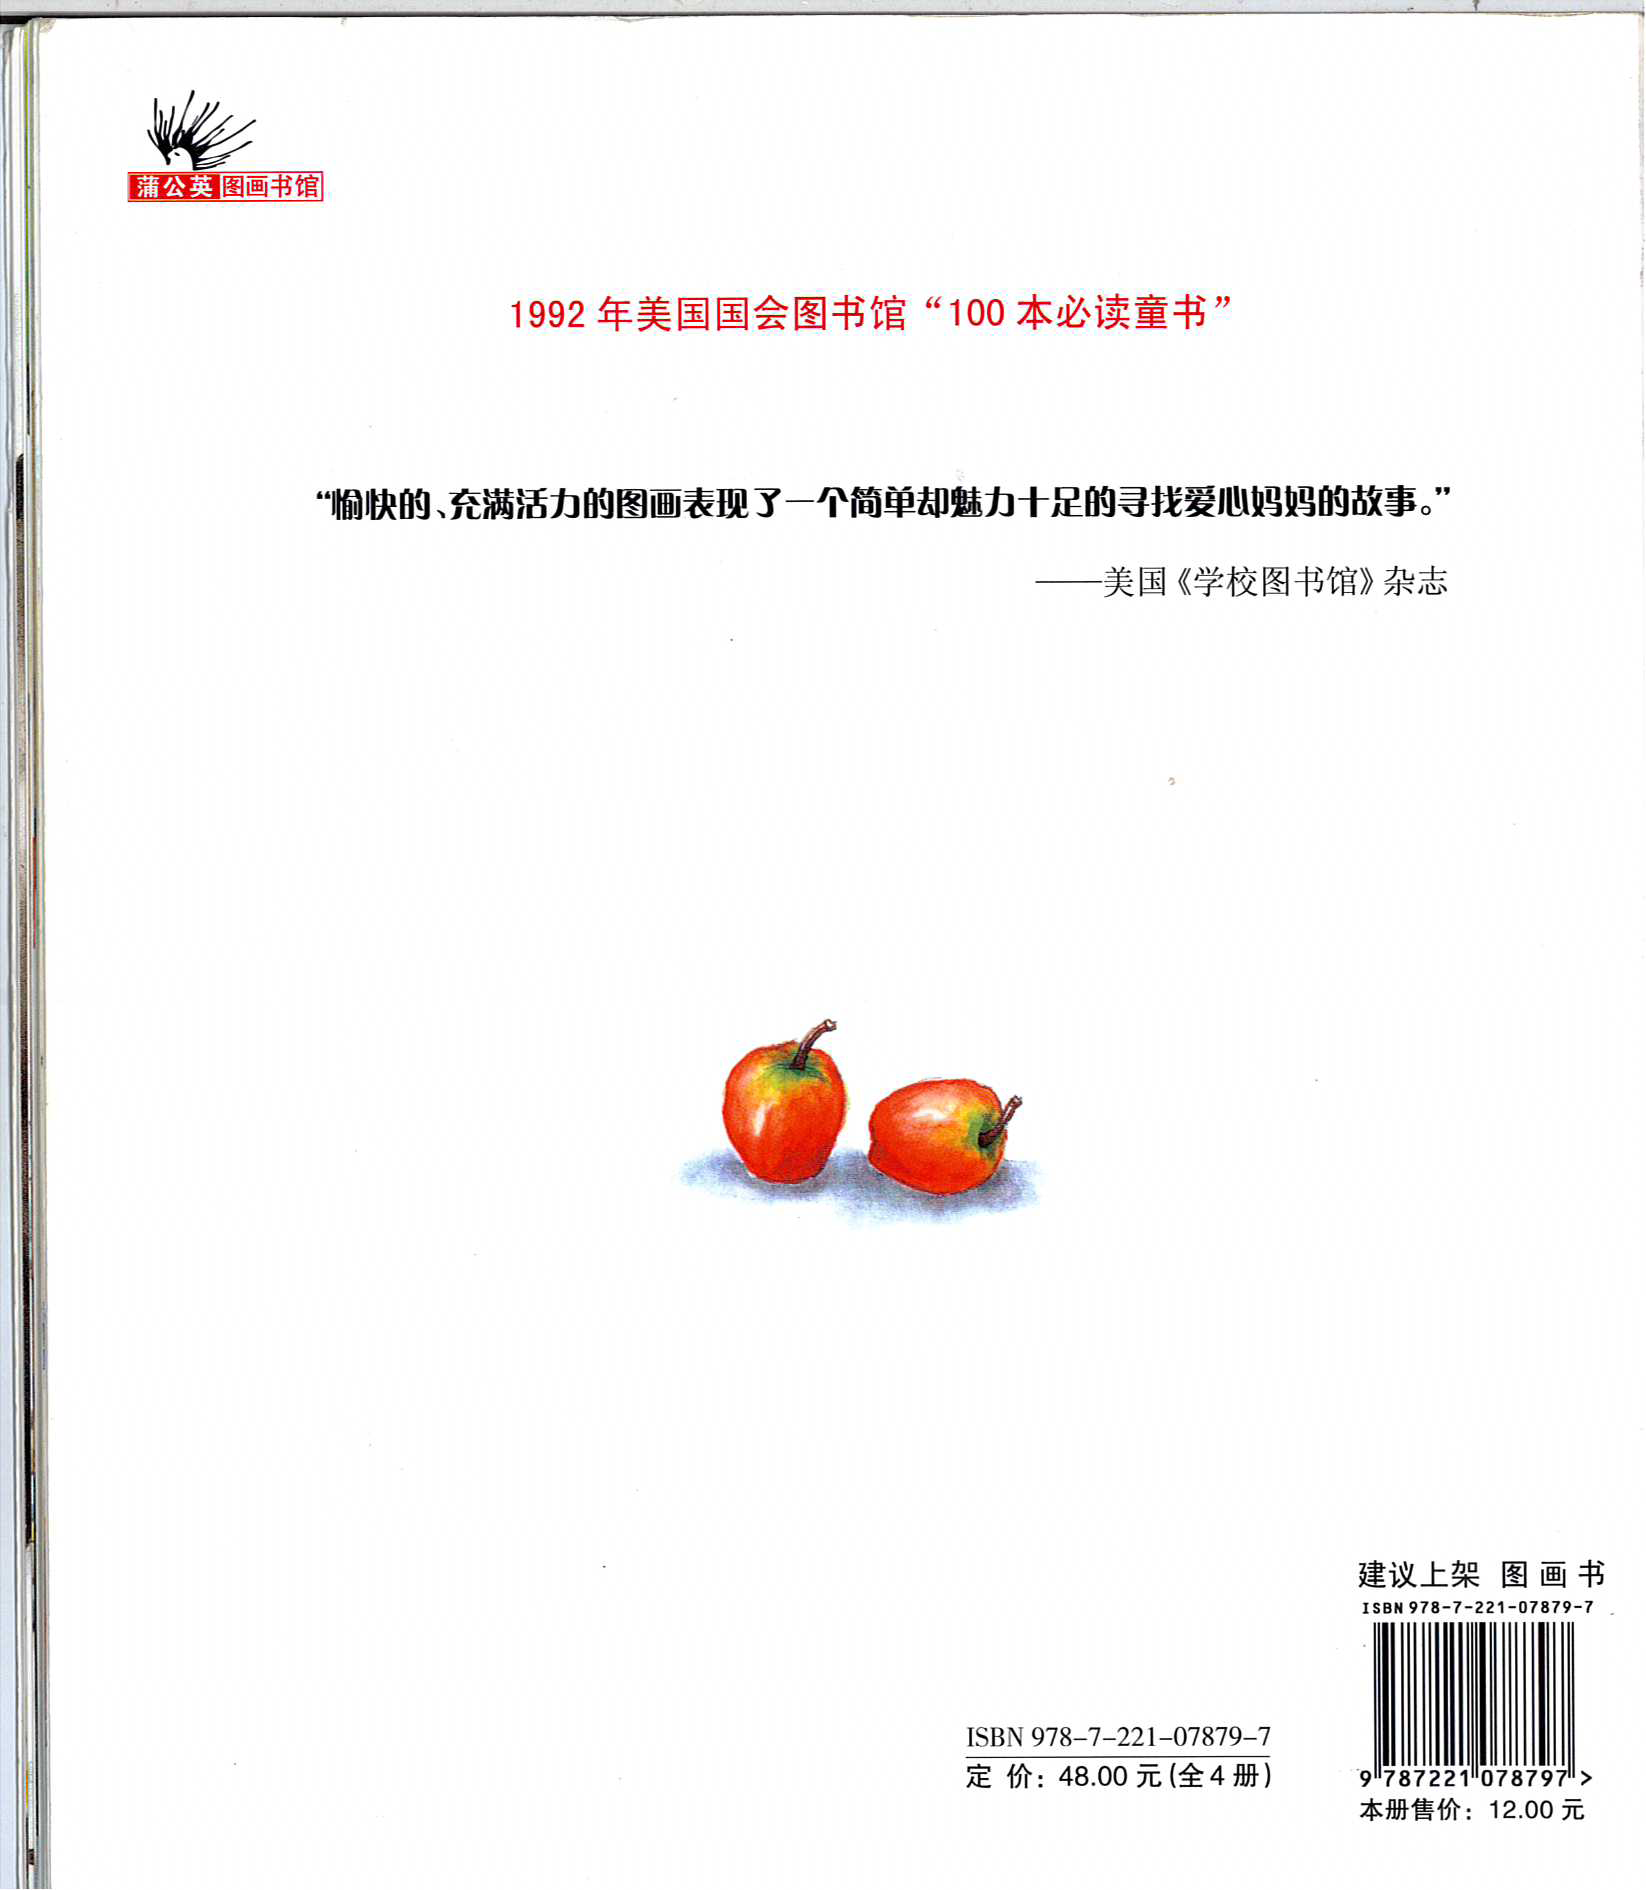 蒲公英图画书馆
1992 年美国国会图书馆 “100 本必读童书”
“愉快的、充满活力的图画表现了一个简单却魅力十足的寻找爱心妈妈的故事。”
——美国《学校图书馆》杂志
建议上架 图 画 书
ISBN 978-7-221-07879-7
ISBN 978–7–221–07879–7
定 价：48.00 元(全 4 册)
9 787221 078797 >
本册售价：12.00 元